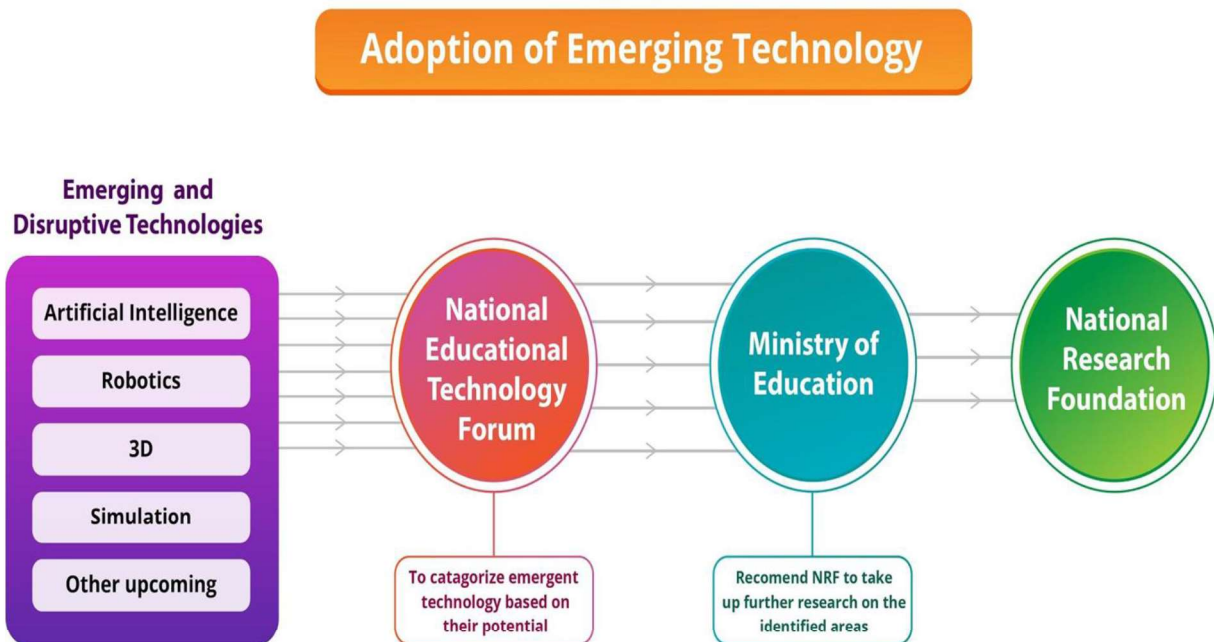 Adoption of Emerging Technology
Emerging and
Disruptive Technologies
Artificial Intelligence
Robotics
3D
Simulation
Other upcoming
National
Educational
Technology
Forum
To catagorize emergent
technology based on
their potential
Ministry of
Education
Recomend NRF to take
up further research on the
identified areas
National
Research
Foundation